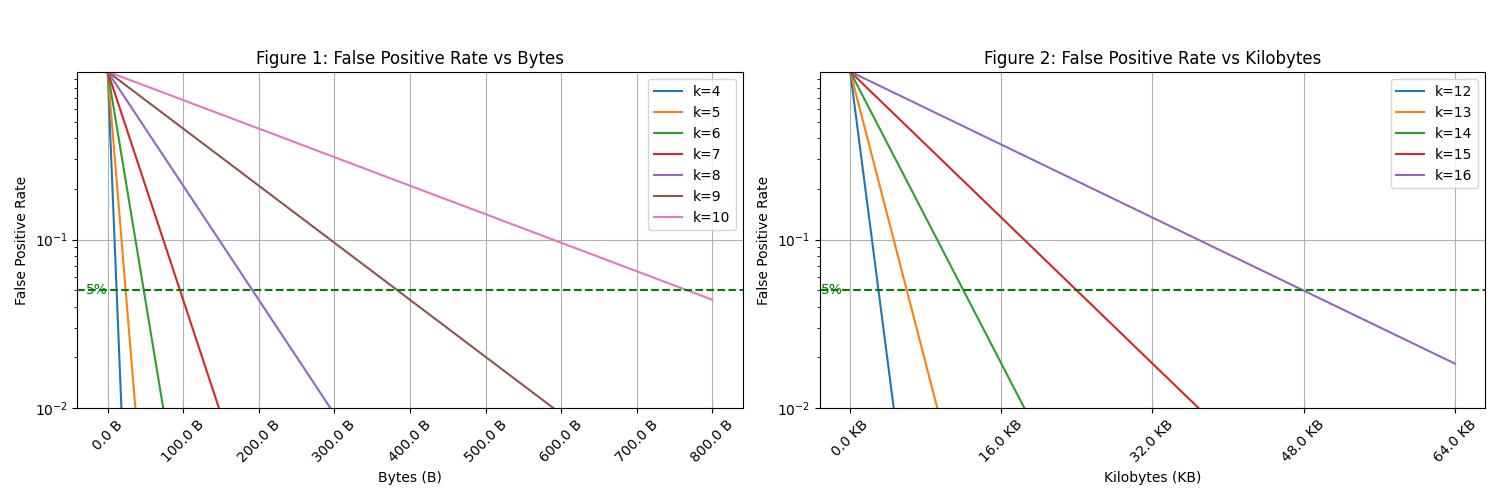 Figure 1: False Positive Rate vs Bytes
False Positive Rate
10⁻¹
10⁻²
5%
k=4
k=5
k=6
k=7
k=8
k=9
k=10
0.0 B
100.0 B
200.0 B
300.0 B
400.0 B
500.0 B
600.0 B
700.0 B
800.0 B
Bytes (B)
Figure 2: False Positive Rate vs Kilobytes
False Positive Rate
10⁻¹
10⁻²
5%
k=12
k=13
k=14
k=15
k=16
0.0 KB
16.0 KB
32.0 KB
48.0 KB
64.0 KB
Kilobytes (KB)